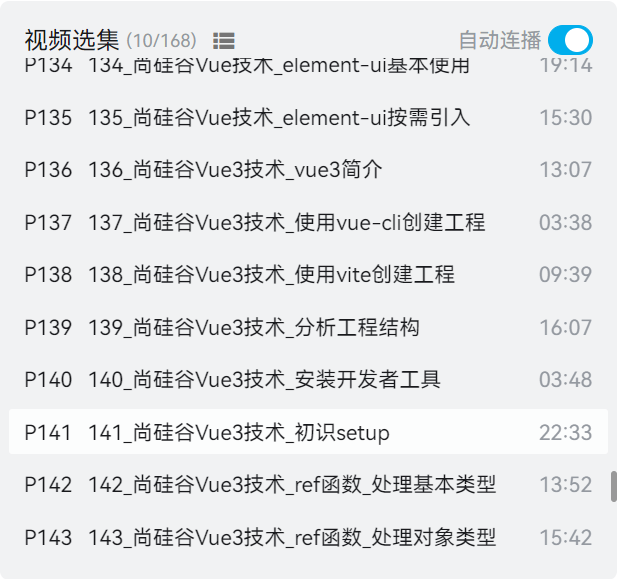 视频选集 (10/168) 自动连播
P134 134_尚硅谷Vue技术_element-ui基本使用 19:14
P135 135_尚硅谷Vue技术_element-ui按需引入 15:30
P136 136_尚硅谷Vue3技术_vue3简介 13:07
P137 137_尚硅谷Vue3技术_使用vue-cli创建工程 03:38
P138 138_尚硅谷Vue3技术_使用vite创建工程 09:39
P139 139_尚硅谷Vue3技术_分析工程结构 16:07
P140 140_尚硅谷Vue3技术_安装开发者工具 03:48
P141 141_尚硅谷Vue3技术_初识setup 22:33
P142 142_尚硅谷Vue3技术_ref函数_处理基本类型 13:52
P143 143_尚硅谷Vue3技术_ref函数_处理对象类型 15:42